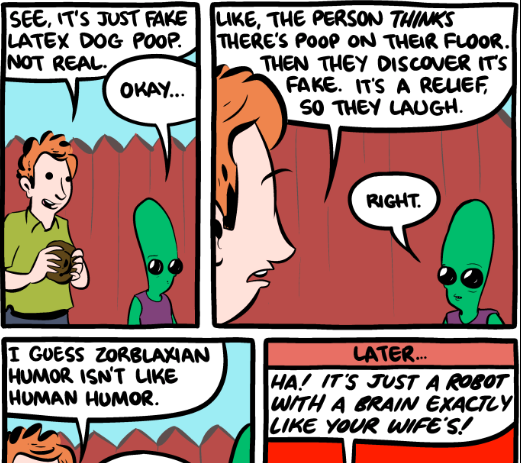 SEE, IT'S JUST FAKE
LATEX DOG POOP.
NOT REAL.
OKAY...
LIKE, THE PERSON THINKS
THERE'S POOP ON THEIR FLOOR.
THEN THEY DISCOVER IT'S
FAKE. IT'S A RELIEF,
SO THEY LAUGH.
RIGHT.
I GUESS ZORBLAXIAN
HUMOR ISN'T LIKE
HUMAN HUMOR.
LATER...
HA! IT'S JUST A ROBOT
WITH A BRAIN EXACTLY
LIKE YOUR WIFE'S!